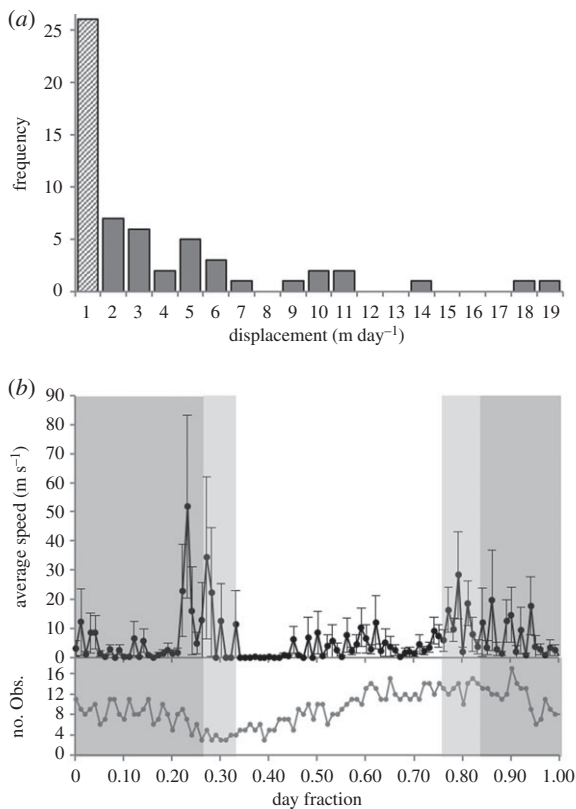 (a)
25
20
15
10
5
0
frequency
1 2 3 4 5 6 7 8 9 10 11 12 13 14 15 16 17 18 19
displacement (m day−1)
(b)
90
80
70
60
50
40
30
20
10
0
average speed (m s−1)
16
12
8
4
0
no. Obs.
0 0.10 0.20 0.30 0.40 0.50 0.60 0.70 0.80 0.90 1.00
day fraction